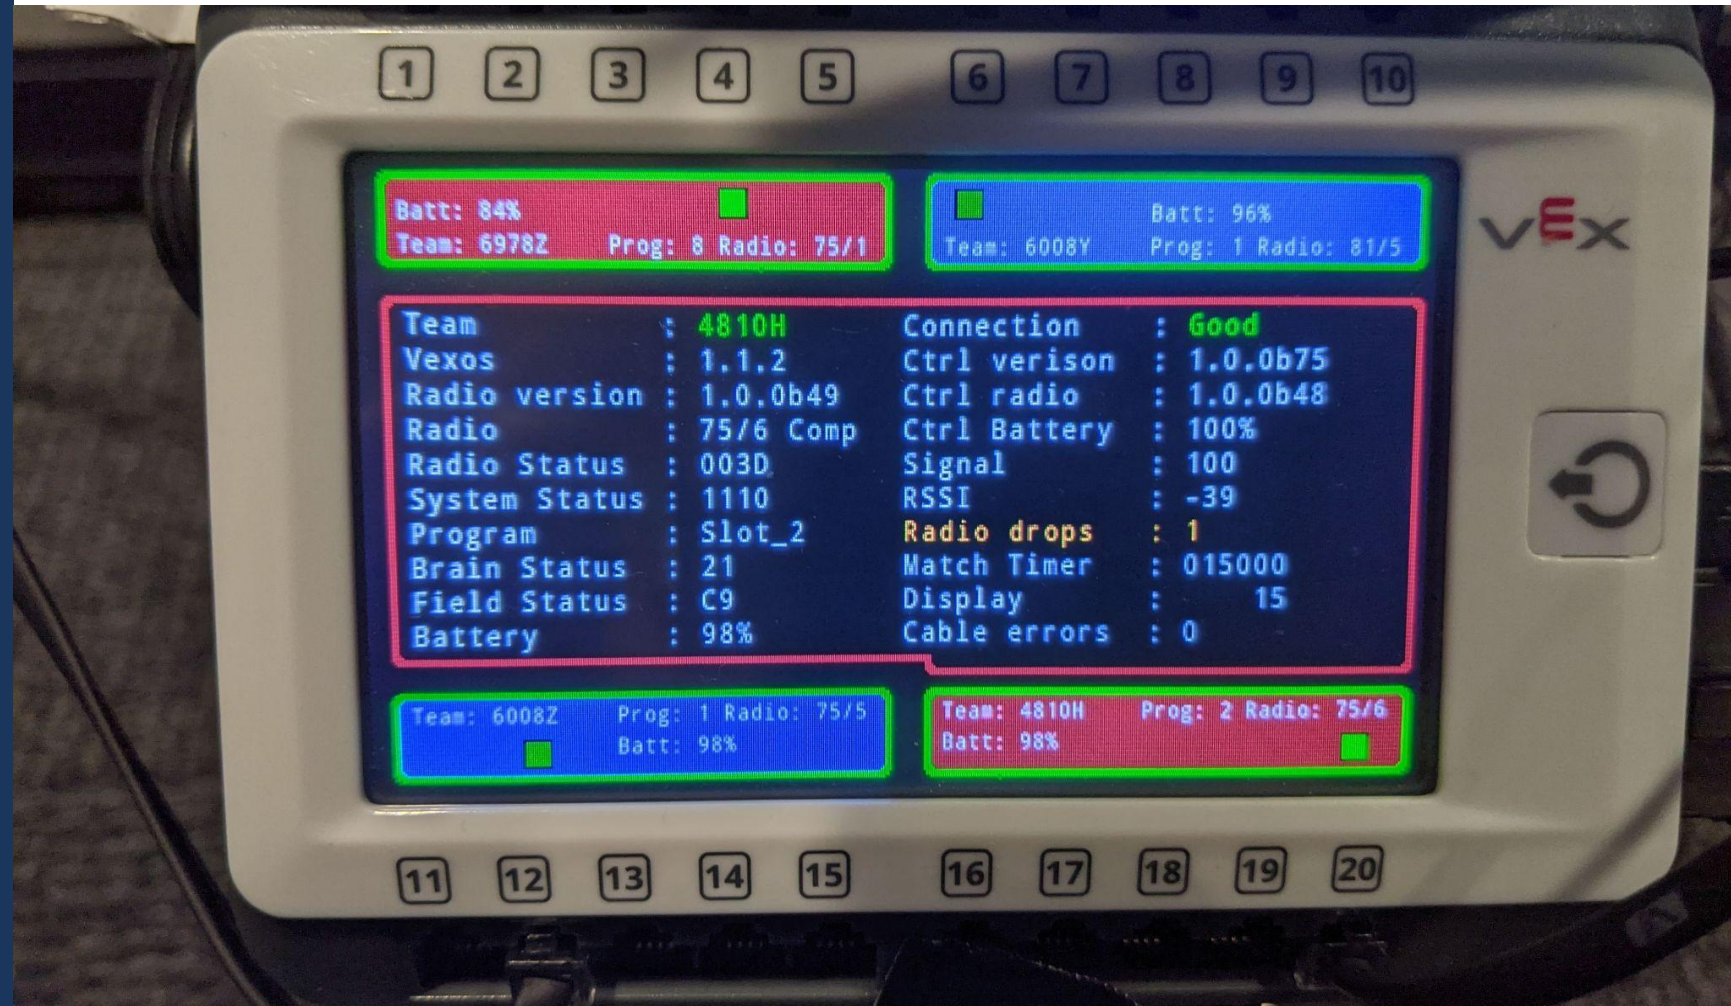 1 2 3 4 5 6 7 8 9 10
Batt: 84%
Team: 6978Z Prog: 8 Radio: 75/1
Batt: 96%
Team: 6008Y Prog: 1 Radio: 81/5
VEX
Team : 4810H
Vexos : 1.1.2
Radio version : 1.0.0b49
Radio : 75/6 Comp
Radio Status : 003D
System Status : 1110
Program : Slot_2
Brain Status : 21
Field Status : C9
Battery : 98%
Connection : Good
Ctrl verison : 1.0.0b75
Ctrl radio : 1.0.0b48
Ctrl Battery : 100%
Signal : 100
RSSI : -39
Radio drops : 1
Match Timer : 015000
Display : 15
Cable errors : 0
Team: 6008Z Prog: 1 Radio: 75/5
Batt: 98%
Team: 4810H Prog: 2 Radio: 75/6
Batt: 98%
11 12 13 14 15 16 17 18 19 20